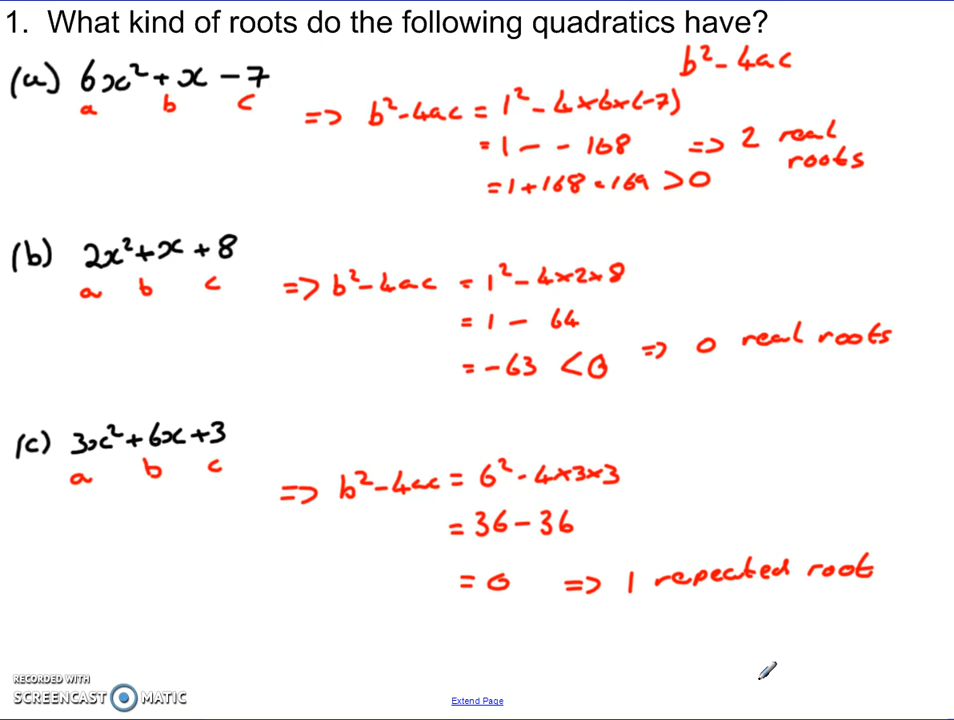 1. What kind of roots do the following quadratics have?
b² - 4ac
(a) 6x² + x - 7
a b c
=> b² - 4ac = 1² - 4×6×(-7)
= 1 - - 168 => 2 real roots
= 1 + 168 = 169 > 0
(b) 2x² + x + 8
a b c
=> b² - 4ac = 1² - 4×2×8
= 1 - 64
= -63 < 0 => 0 real roots
(c) 3x² + 6x + 3
a b c
=> b² - 4ac = 6² - 4×3×3
= 36 - 36
= 0 => 1 repeated root
RECORDED WITH
SCREENCAST MATIC
Extend Page